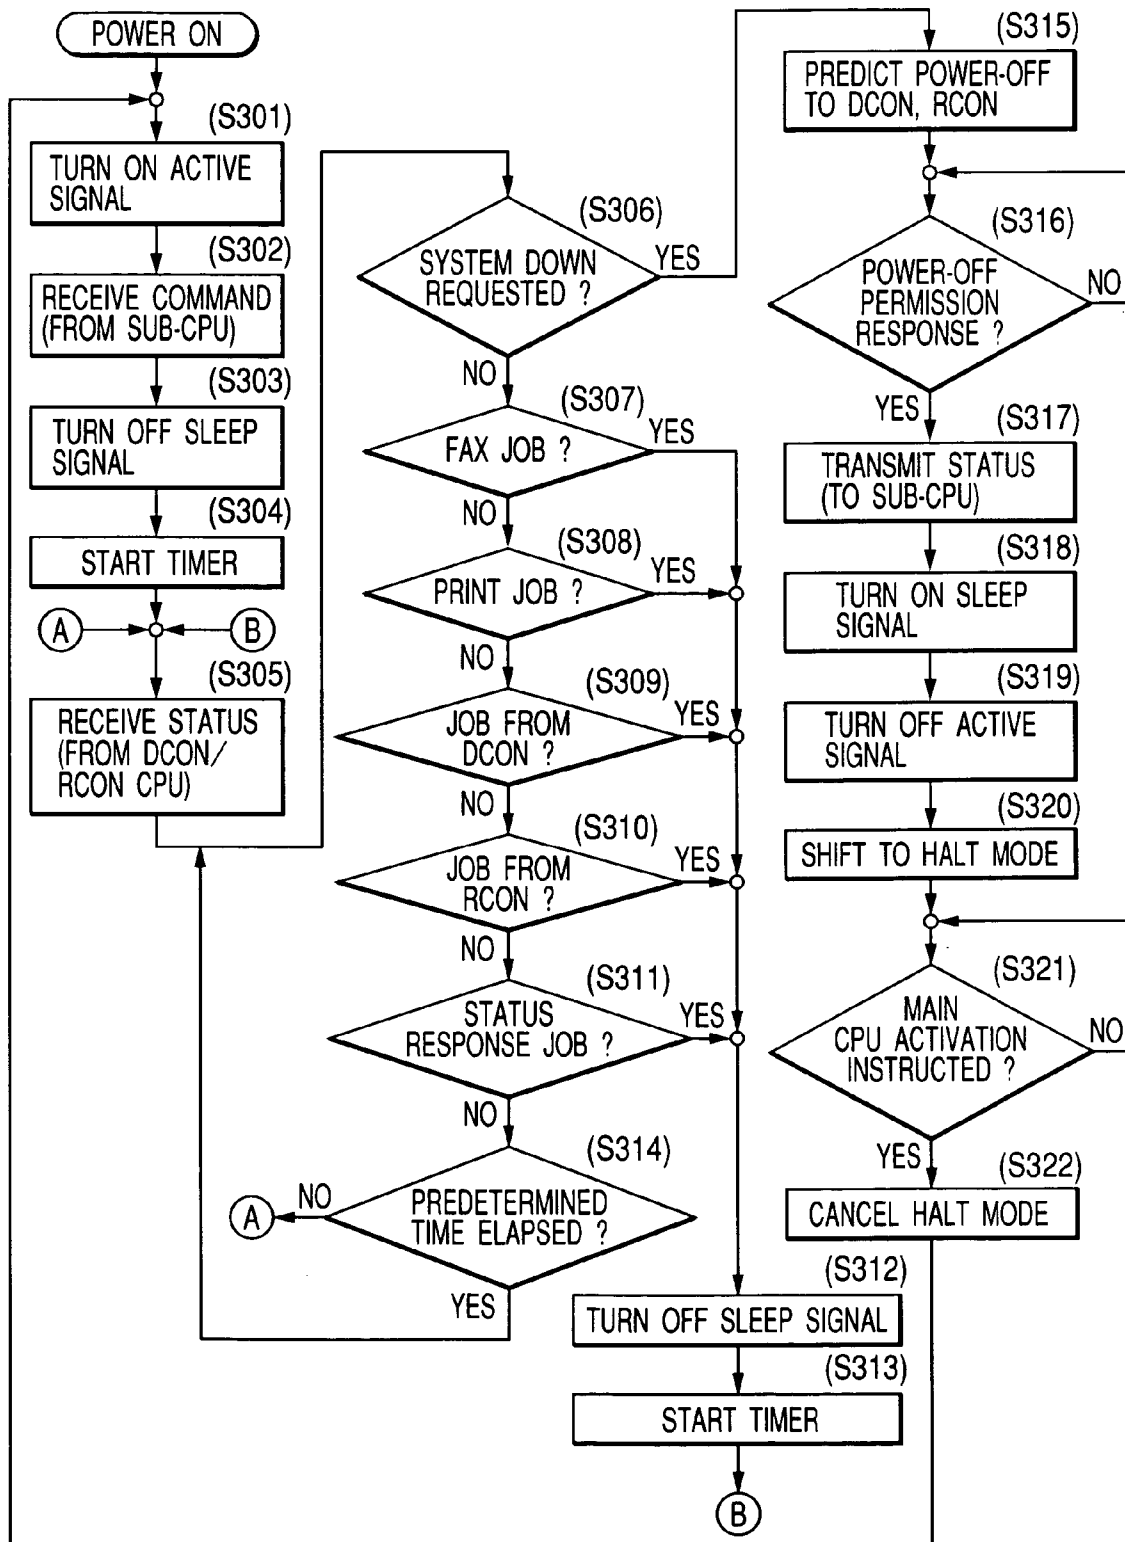 POWER ON
(S301)
TURN ON ACTIVE
SIGNAL
(S302)
RECEIVE COMMAND
(FROM SUB-CPU)
(S303)
TURN OFF SLEEP
SIGNAL
(S304)
START TIMER
A
B
(S305)
RECEIVE STATUS
(FROM DCON/
RCON CPU)
(S306)
SYSTEM DOWN
REQUESTED ?
YES
NO
(S307)
FAX JOB ?
YES
NO
(S308)
PRINT JOB ?
YES
NO
(S309)
JOB FROM
DCON ?
YES
NO
(S310)
JOB FROM
RCON ?
YES
NO
(S311)
STATUS
RESPONSE JOB ?
YES
NO
(S314)
PREDETERMINED
TIME ELAPSED ?
NO
A
YES
(S312)
TURN OFF SLEEP SIGNAL
(S313)
START TIMER
B
(S315)
PREDICT POWER-OFF
TO DCON, RCON
(S316)
POWER-OFF
PERMISSION
RESPONSE ?
NO
YES
(S317)
TRANSMIT STATUS
(TO SUB-CPU)
(S318)
TURN ON SLEEP
SIGNAL
(S319)
TURN OFF ACTIVE
SIGNAL
(S320)
SHIFT TO HALT MODE
(S321)
MAIN
CPU ACTIVATION
INSTRUCTED ?
NO
YES
(S322)
CANCEL HALT MODE